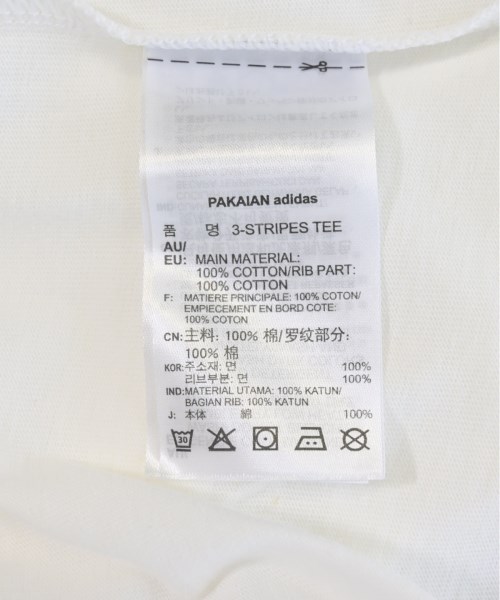 PAKAIAN adidas
품 명 3-STRIPES TEE
AU/
EU: MAIN MATERIAL:
100% COTTON/RIB PART:
100% COTTON
F: MATIERE PRINCIPALE: 100% COTON/
EMPIECEMENT EN BORD COTE:
100% COTON
CN:主料: 100% 棉/罗纹部分:
100% 棉
KOR:주소재: 면 100%
리브부분: 면 100%
IND:MATERIAL UTAMA: 100% KATUN/
BAGIAN RIB: 100% KATUN
J: 本体 綿 100%
30